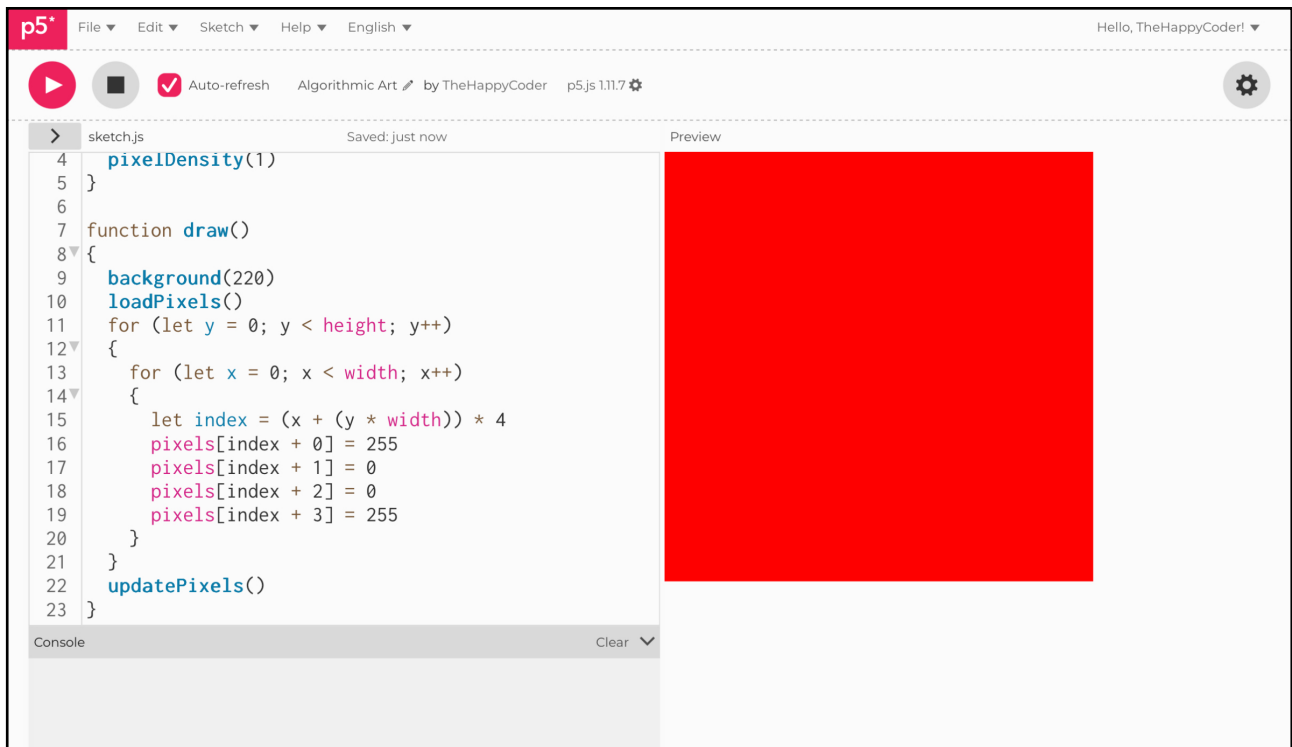 p5* File Edit Sketch Help English Hello, TheHappyCoder!
Auto-refresh Algorithmic Art by TheHappyCoder p5.js 1.11.7
> sketch.js Saved: just now Preview
4 pixelDensity(1)
5 }
6
7 function draw()
8 {
9 background(220)
10 loadPixels()
11 for (let y = 0; y < height; y++)
12 {
13 for (let x = 0; x < width; x++)
14 {
15 let index = (x + (y * width)) * 4
16 pixels[index + 0] = 255
17 pixels[index + 1] = 0
18 pixels[index + 2] = 0
19 pixels[index + 3] = 255
20 }
21 }
22 updatePixels()
23 }
Console Clear